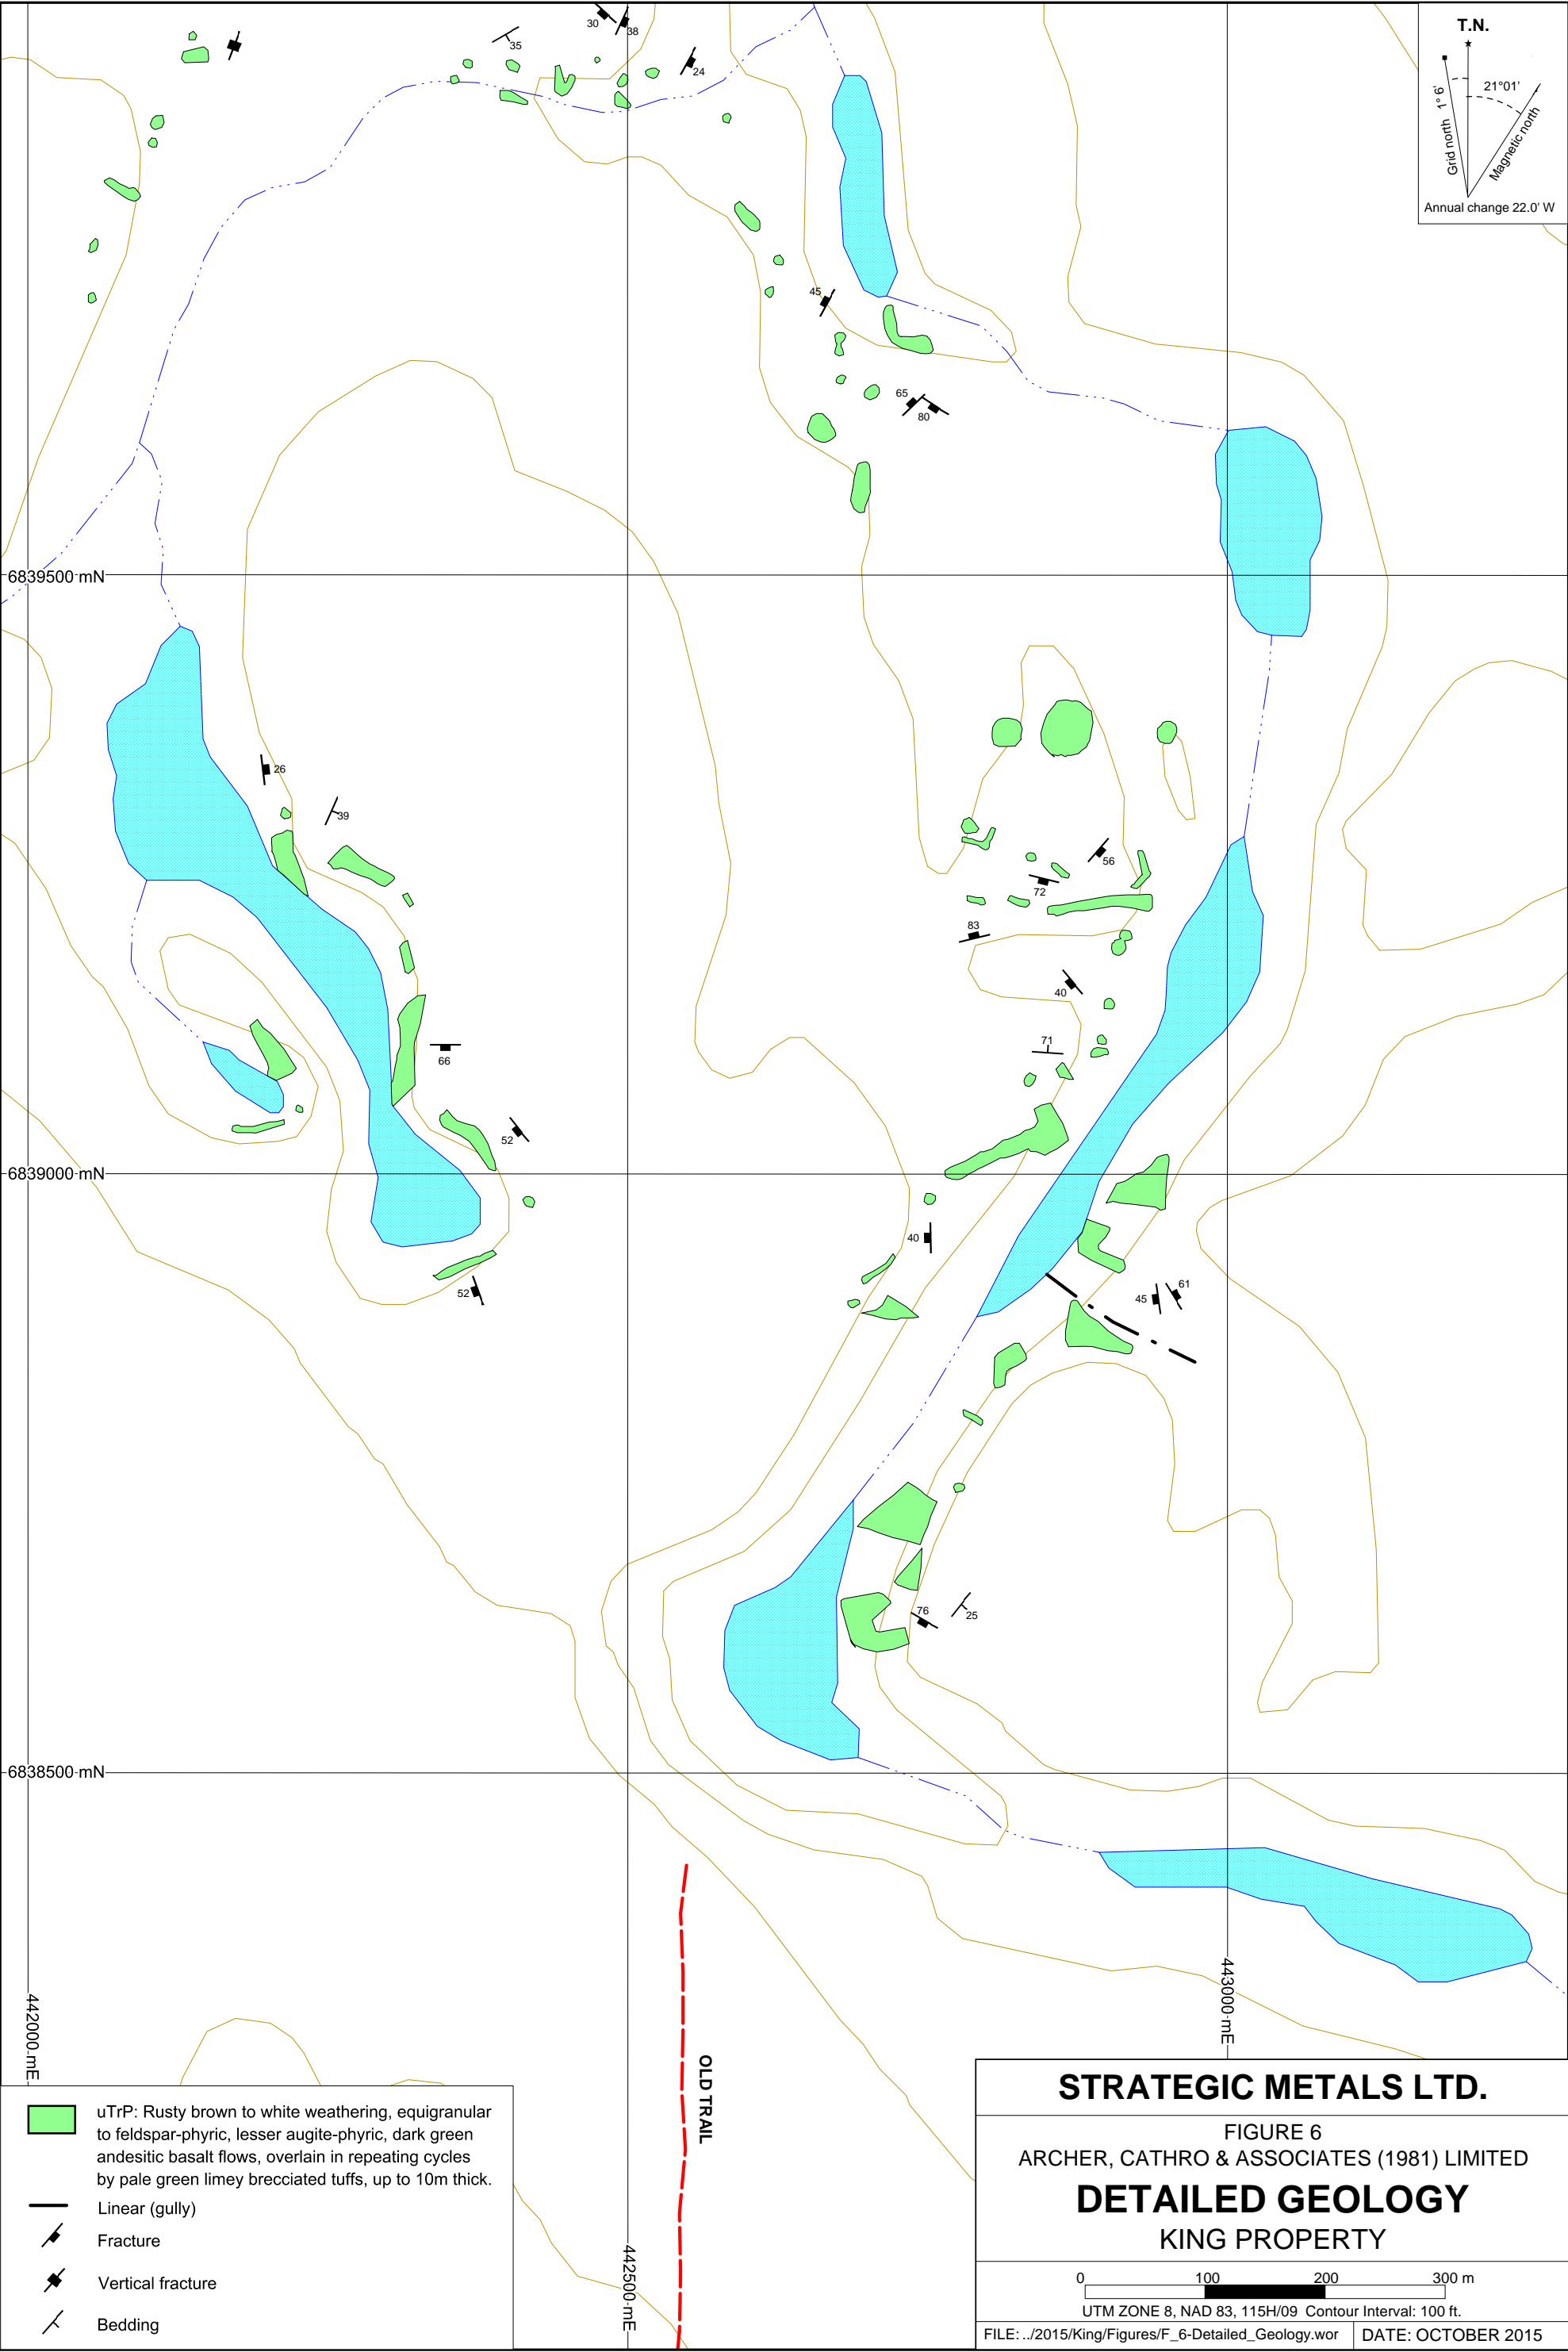 30
38
35
24
T.N.
21°01'
Grid north 1° 6'
Magnetic north
Annual change 22.0' W
45
65
80
6839500 mN
26
39
56
72
83
40
71
66
52
6839000 mN
40
52
45
61
76
25
6838500 mN
442000 mE
442500 mE
443000 mE
OLD TRAIL
uTrP: Rusty brown to white weathering, equigranular
to feldspar-phyric, lesser augite-phyric, dark green
andesitic basalt flows, overlain in repeating cycles
by pale green limey brecciated tuffs, up to 10m thick.
Linear (gully)
Fracture
Vertical fracture
Bedding
STRATEGIC METALS LTD.
FIGURE 6
ARCHER, CATHRO & ASSOCIATES (1981) LIMITED
DETAILED GEOLOGY
KING PROPERTY
0 100 200 300 m
UTM ZONE 8, NAD 83, 115H/09 Contour Interval: 100 ft.
FILE: ../2015/King/Figures/F_6-Detailed_Geology.wor
DATE: OCTOBER 2015